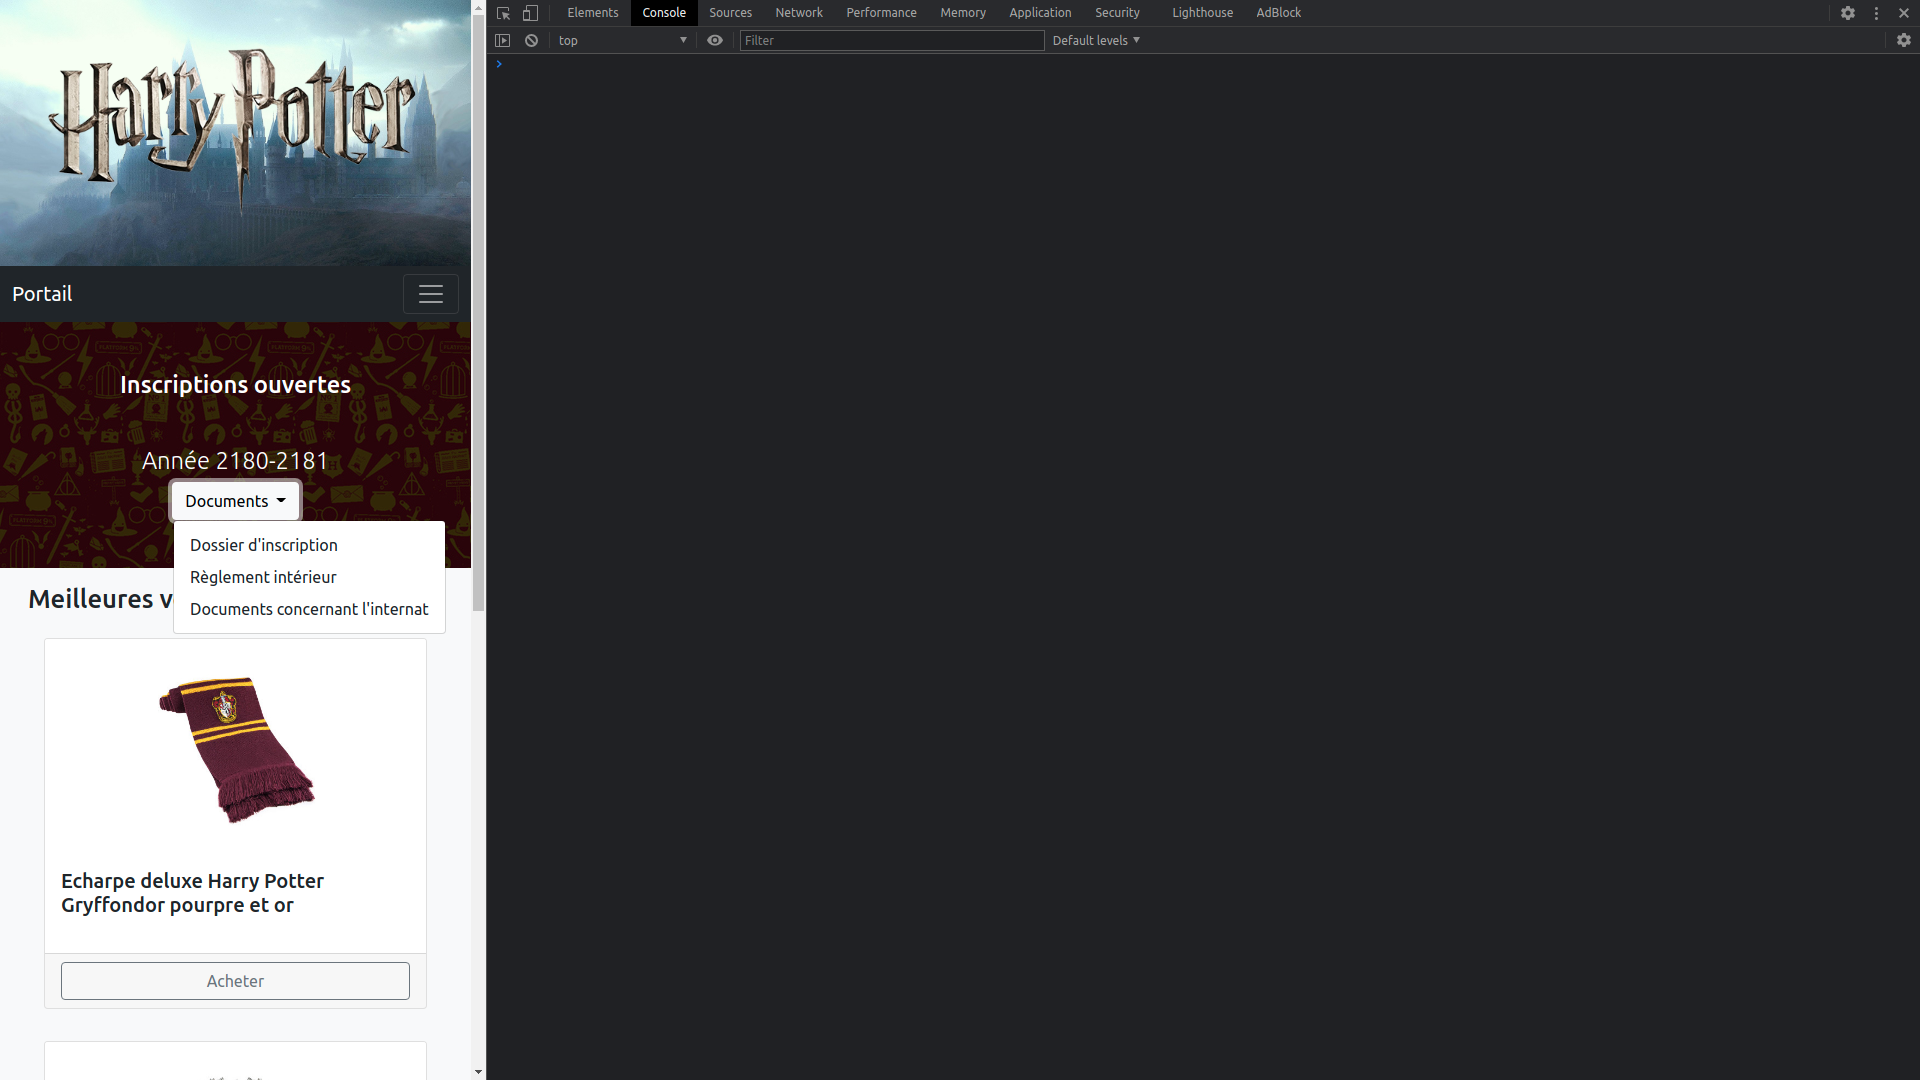 Harry Potter
Portail
Inscriptions ouvertes
Année 2180-2181
Documents
Dossier d'inscription
Règlement intérieur
Documents concernant l'internat
Meilleures v
Echarpe deluxe Harry Potter
Gryffondor pourpre et or
Acheter
Elements Console Sources Network Performance Memory Application Security Lighthouse AdBlock
top Filter Default levels